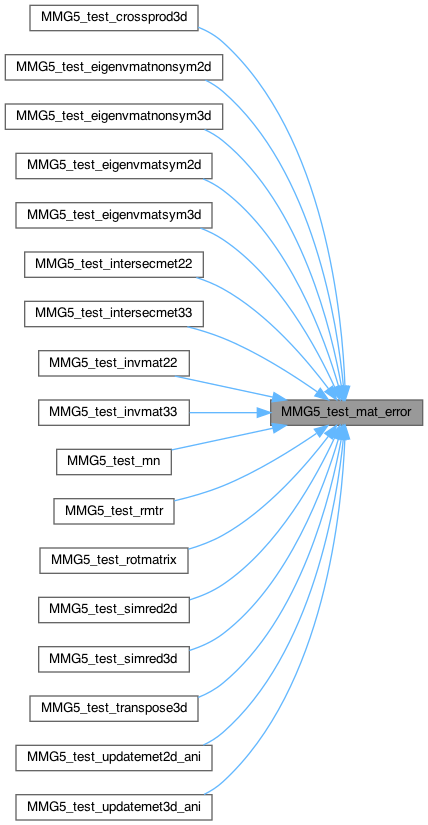 MMG5_test_crossprod3d
MMG5_test_eigenvmatnonsym2d
MMG5_test_eigenvmatnonsym3d
MMG5_test_eigenvmatsym2d
MMG5_test_eigenvmatsym3d
MMG5_test_intersecmet22
MMG5_test_intersecmet33
MMG5_test_invmat22
MMG5_test_invmat33
MMG5_test_mat_error
MMG5_test_mn
MMG5_test_rmtr
MMG5_test_rotmatrix
MMG5_test_simred2d
MMG5_test_simred3d
MMG5_test_transpose3d
MMG5_test_updatemet2d_ani
MMG5_test_updatemet3d_ani